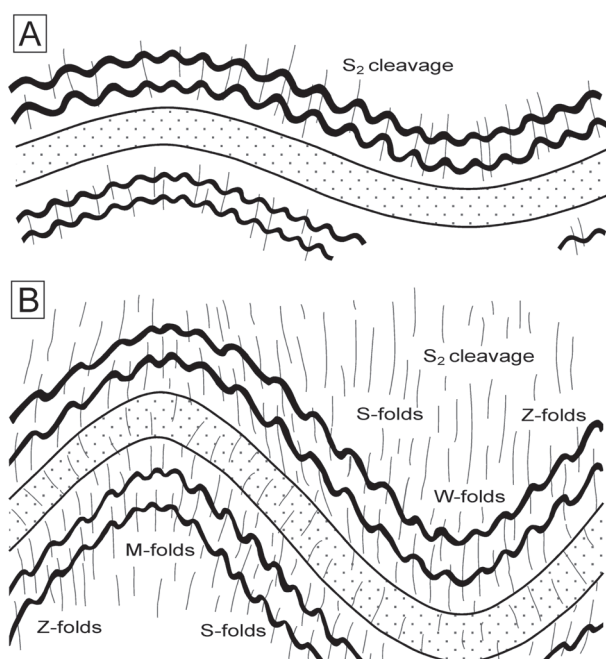 A
S₂ cleavage
B
S₂ cleavage
S-folds
Z-folds
W-folds
M-folds
Z-folds
S-folds